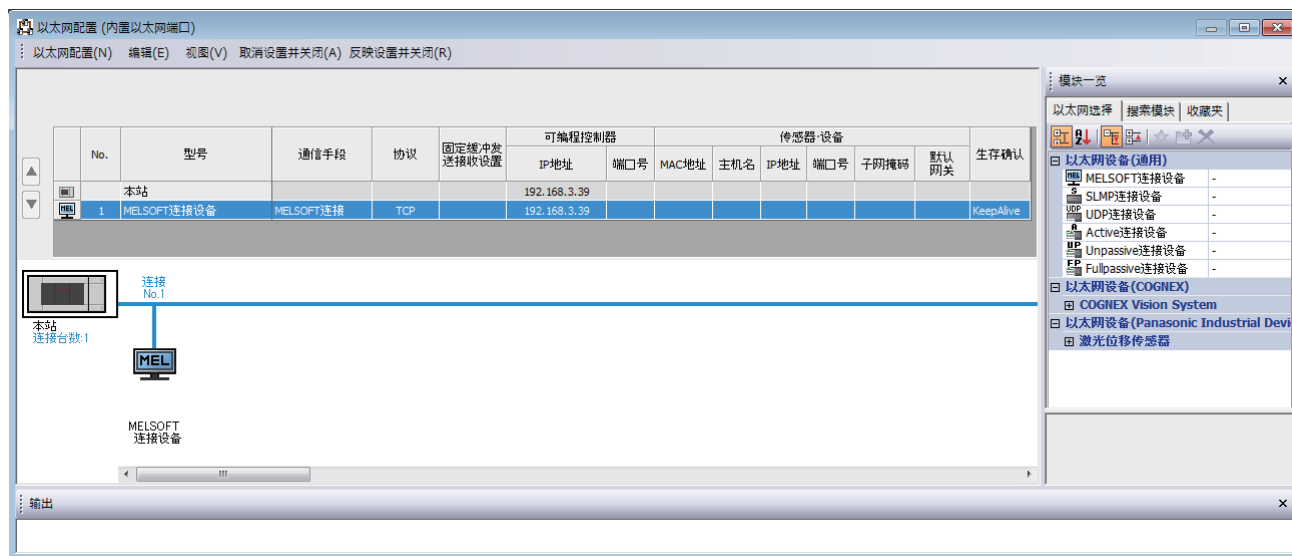 以太网配置 (内置以太网端口)
以太网配置(N) 编辑(E) 视图(V) 取消设置并关闭(A) 反映设置并关闭(R)
模块一览
以太网选择 搜索模块 收藏夹
No. 型号 通信手段 协议 固定缓冲发送接收设置 可编程控制器 传感器·设备 生存确认
IP地址 端口号 MAC地址 主机名 IP地址 端口号 子网掩码 默认网关
本站 192.168.3.39
MEL 1 MELSOFT连接设备 MELSOFT连接 TCP 192.168.3.39 KeepAlive
以太网设备(通用)
MEL MELSOFT连接设备 -
S SLMP连接设备 -
UDP UDP连接设备 -
A Active连接设备 -
UP Unpassive连接设备 -
FP Fullpassive连接设备 -
以太网设备(COGNEX)
COGNEX Vision System
以太网设备(Panasonic Industrial Devi
激光位移传感器
连接
No.1
本站
连接台数:1
MEL
MELSOFT
连接设备
输出